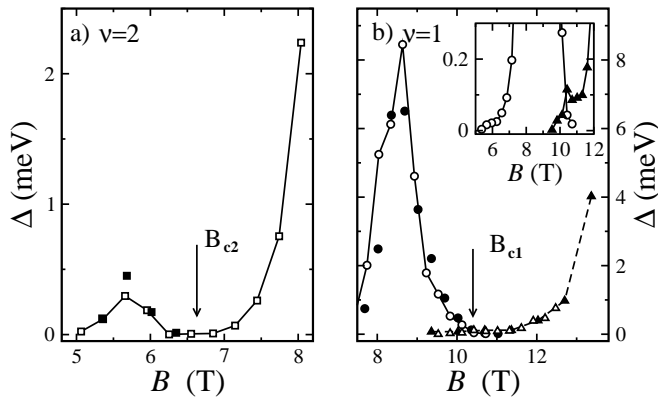 a) ν=2
Δ (meV)
2
1
0
B_c2
5 6 7 8
B (T)
b) ν=1
0.2
0
6 8 10 12
B (T)
8
6
4
2
0
Δ (meV)
B_c1
8 10 12
B (T)